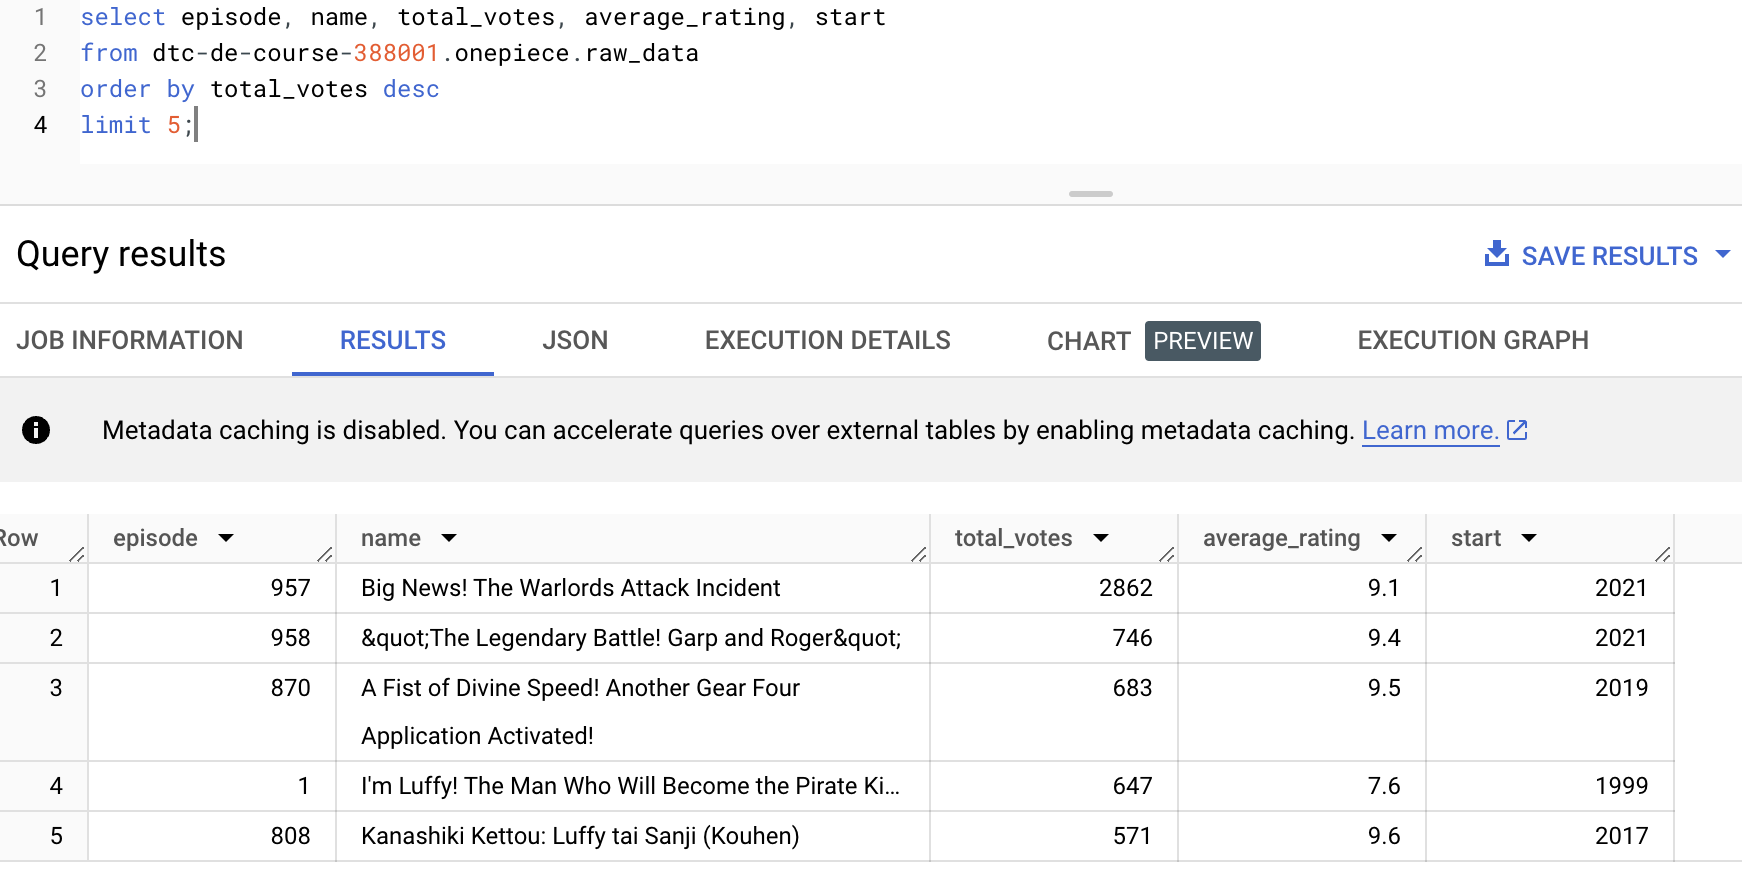 1 select episode, name, total_votes, average_rating, start
2 from dtc-de-course-388001.onepiece.raw_data
3 order by total_votes desc
4 limit 5;
Query results
SAVE RESULTS
JOB INFORMATION RESULTS JSON EXECUTION DETAILS CHART PREVIEW EXECUTION GRAPH
Metadata caching is disabled. You can accelerate queries over external tables by enabling metadata caching. Learn more.
Row episode name total_votes average_rating start
1 957 Big News! The Warlords Attack Incident 2862 9.1 2021
2 958 &quot;The Legendary Battle! Garp and Roger&quot; 746 9.4 2021
3 870 A Fist of Divine Speed! Another Gear Four 683 9.5 2019
Application Activated!
4 1 I'm Luffy! The Man Who Will Become the Pirate Ki... 647 7.6 1999
5 808 Kanashiki Kettou: Luffy tai Sanji (Kouhen) 571 9.6 2017